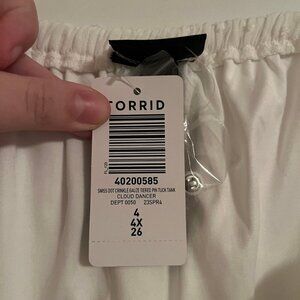 TORRID
40200585
SWISS DOT CRINKLE GAUZE TIERED PIN TUCK TANK
CLOUD DANCER
DEPT 0050 23SPR4
4
4X
26